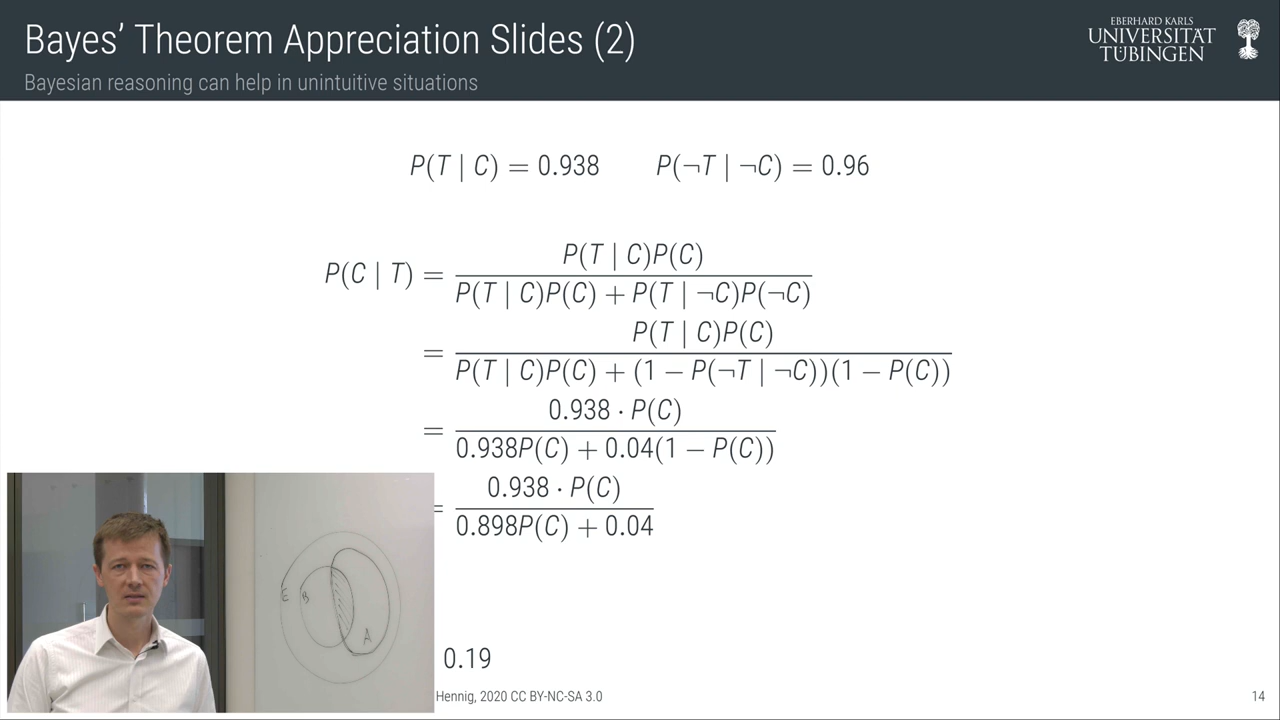 Bayes’ Theorem Appreciation Slides (2)
Bayesian reasoning can help in unintuitive situations
EBERHARD KARLS
UNIVERSITÄT
TÜBINGEN
P(T | C) = 0.938 P(¬T | ¬C) = 0.96
P(C | T) = P(T | C)P(C) / P(T | C)P(C) + P(T | ¬C)P(¬C)
= P(T | C)P(C) / P(T | C)P(C) + (1 − P(¬T | ¬C))(1 − P(C))
= 0.938 · P(C) / 0.938P(C) + 0.04(1 − P(C))
= 0.938 · P(C) / 0.898P(C) + 0.04
E B A
0.19
Hennig, 2020 CC BY-NC-SA 3.0
14